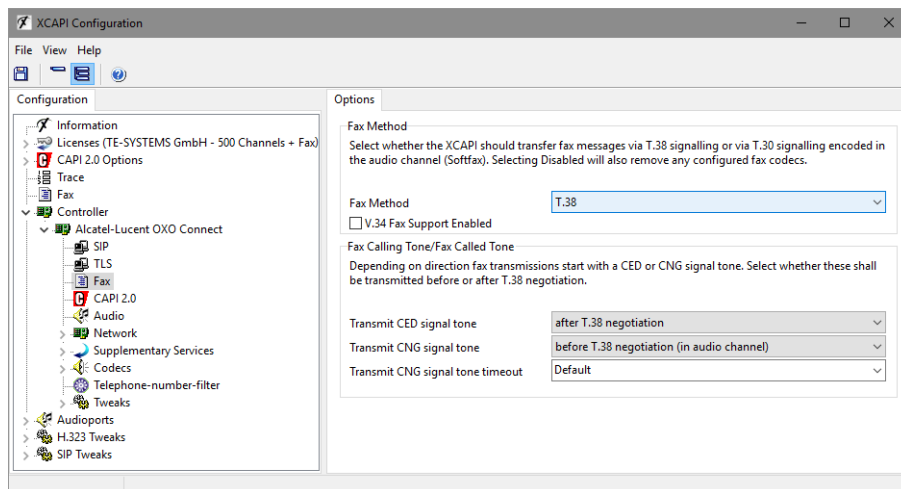 XCAPI Configuration
File View Help
Configuration
Information
Licenses (TE-SYSTEMS GmbH - 500 Channels + Fax)
CAPI 2.0 Options
Trace
Fax
Controller
Alcatel-Lucent OXO Connect
SIP
TLS
Fax
CAPI 2.0
Audio
Network
Supplementary Services
Codecs
Telephone-number-filter
Tweaks
Audioports
H.323 Tweaks
SIP Tweaks
Options
Fax Method
Select whether the XCAPI should transfer fax messages via T.38 signalling or via T.30 signalling encoded in
the audio channel (Softfax). Selecting Disabled will also remove any configured fax codecs.
Fax Method T.38
V.34 Fax Support Enabled
Fax Calling Tone/Fax Called Tone
Depending on direction fax transmissions start with a CED or CNG signal tone. Select whether these shall
be transmitted before or after T.38 negotiation.
Transmit CED signal tone after T.38 negotiation
Transmit CNG signal tone before T.38 negotiation (in audio channel)
Transmit CNG signal tone timeout Default